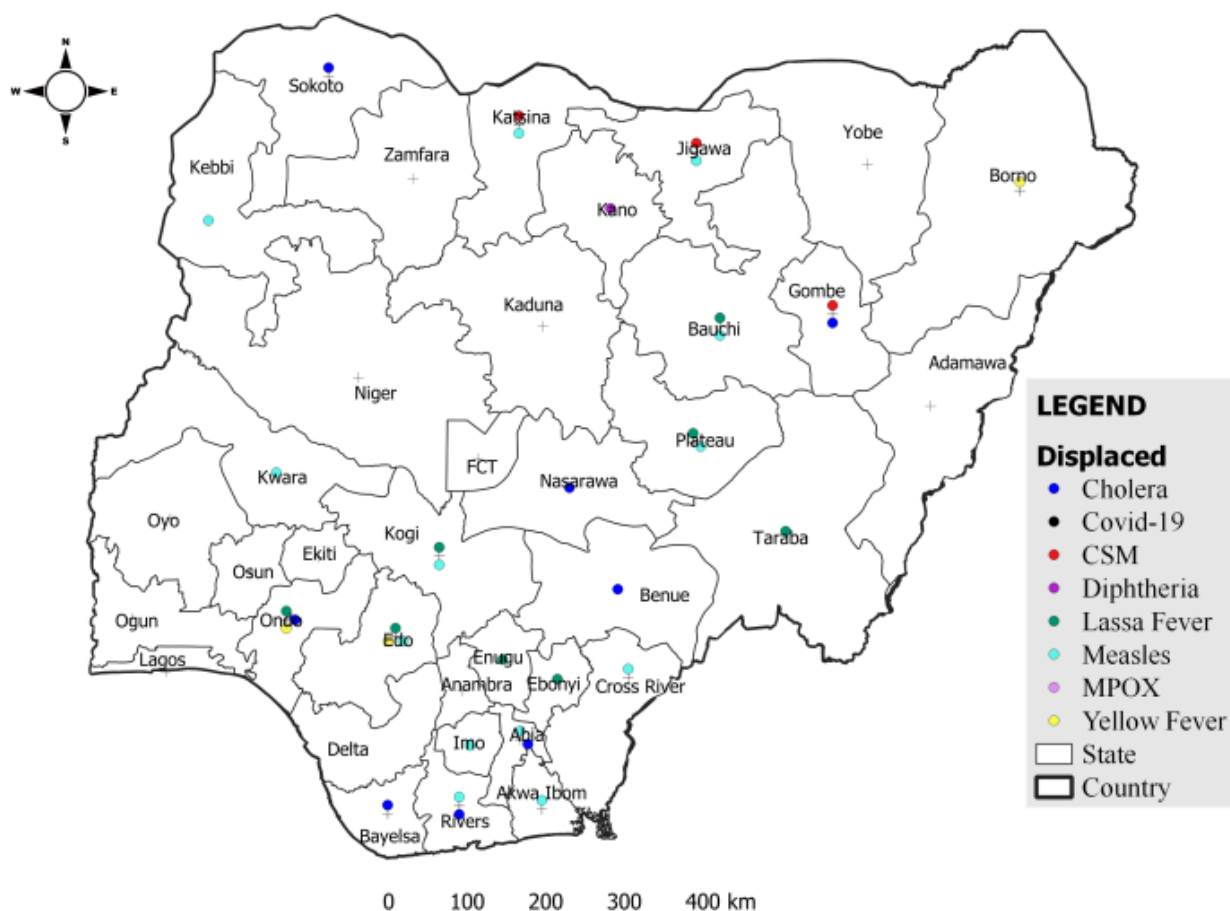 N
W E
S
Sokoto
Katsina
Yobe
Jigawa
Kebbi
Zamfara
Borno
Kano
Gombe
Kaduna
Bauchi
Adamawa
Niger
LEGEND
Plateau
Displaced
FCT
Kwara
Nasarawa
Cholera
Oyo
Kogi
Covid-19
Taraba
Ekiti
CSM
Osun
Benue
Diphtheria
Ogun
Ondo
Lassa Fever
Edo
Lagos
Enugu
Measles
Anambra
Ebonyi
Cross River
MPOX
Yellow Fever
Abia
Delta
Imo
State
Country
Akwa Ibom
Rivers
Bayelsa
0 100 200 300 400 km